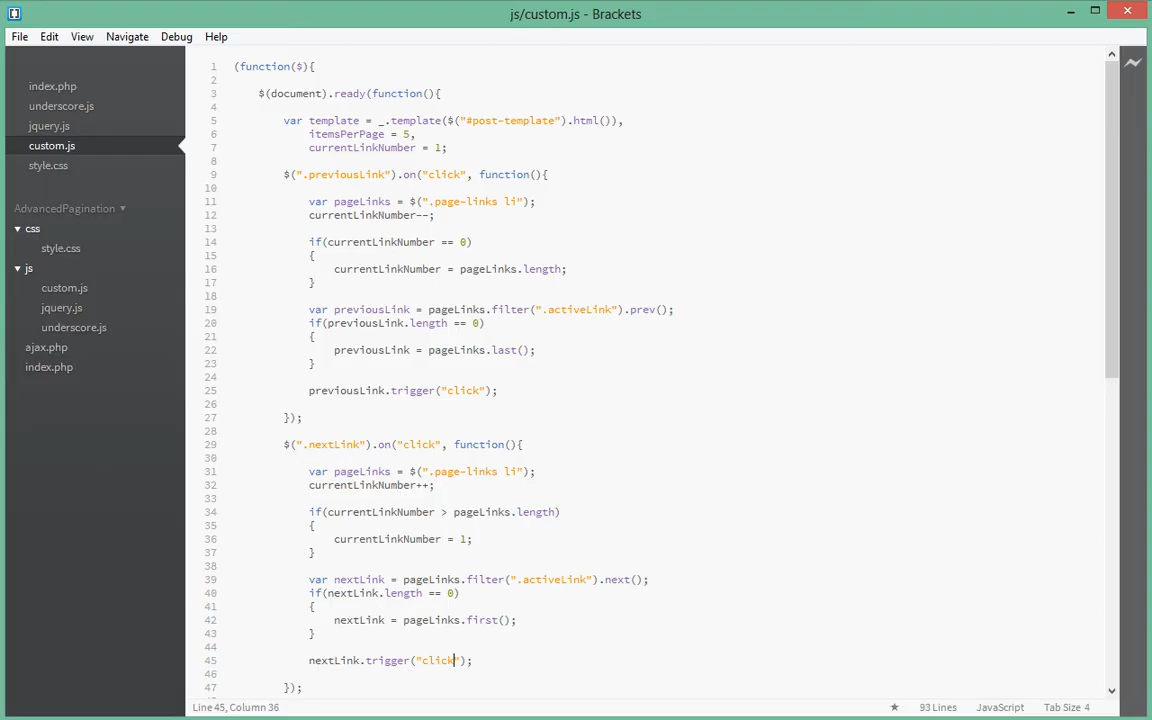 js/custom.js - Brackets
File Edit View Navigate Debug Help
index.php
underscore.js
jquery.js
custom.js
style.css
AdvancedPagination
css
style.css
js
custom.js
jquery.js
underscore.js
ajax.php
index.php
1 (function($){
2
3 $(document).ready(function(){
4
5 var template = _.template($("#post-template").html()),
6 itemsPerPage = 5,
7 currentLinkNumber = 1;
8
9 $(".previousLink").on("click", function(){
10
11 var pageLinks = $(".page-links li");
12 currentLinkNumber--;
13
14 if(currentLinkNumber == 0)
15 {
16 currentLinkNumber = pageLinks.length;
17 }
18
19 var previousLink = pageLinks.filter(".activeLink").prev();
20 if(previousLink.length == 0)
21 {
22 previousLink = pageLinks.last();
23 }
24
25 previousLink.trigger("click");
26
27 });
28
29 $(".nextLink").on("click", function(){
30
31 var pageLinks = $(".page-links li");
32 currentLinkNumber++;
33
34 if(currentLinkNumber > pageLinks.length)
35 {
36 currentLinkNumber = 1;
37 }
38
39 var nextLink = pageLinks.filter(".activeLink").next();
40 if(nextLink.length == 0)
41 {
42 nextLink = pageLinks.first();
43 }
44
45 nextLink.trigger("click");
46
47 });
Line 45, Column 36 93 Lines JavaScript Tab Size 4